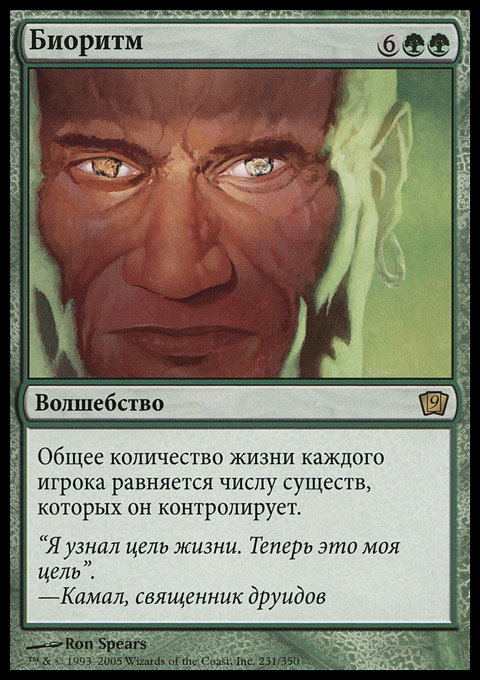 Биоритм 6
Волшебство 9
Общее количество жизни каждого
игрока равняется числу существ,
которых он контролирует.
“Я узнал цель жизни. Теперь это моя
цель”.
—Камал, священник друидов
Ron Spears
™ & © 1993–2005 Wizards of the Coast, Inc. 231/350